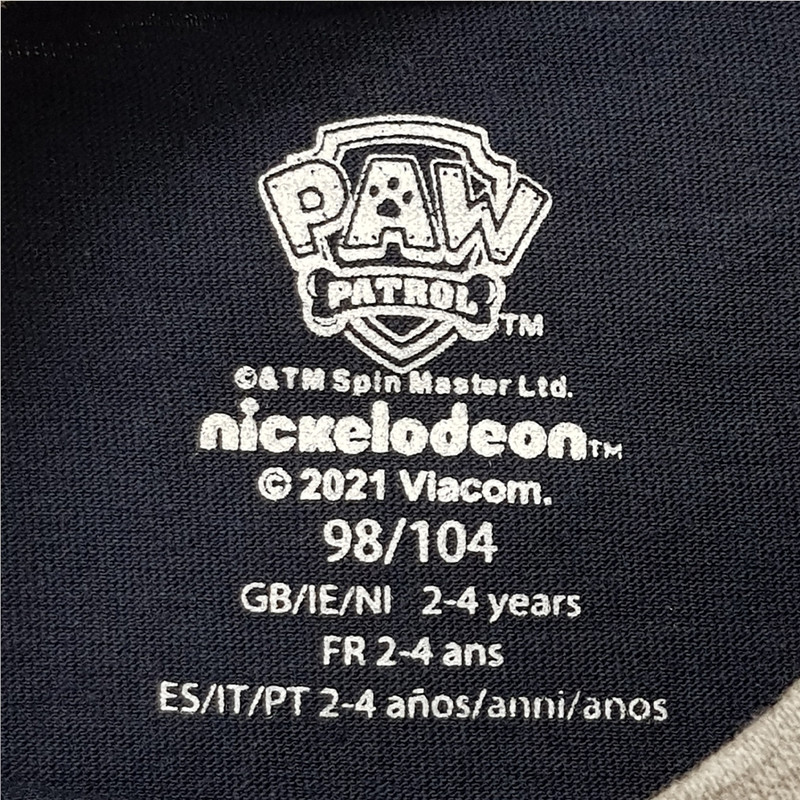 PAW
PATROL TM
©&TM Spin Master Ltd.
nickelodeon TM
© 2021 Viacom.
98/104
GB/IE/NI 2-4 years
FR 2-4 ans
ES/IT/PT 2-4 años/anni/anos